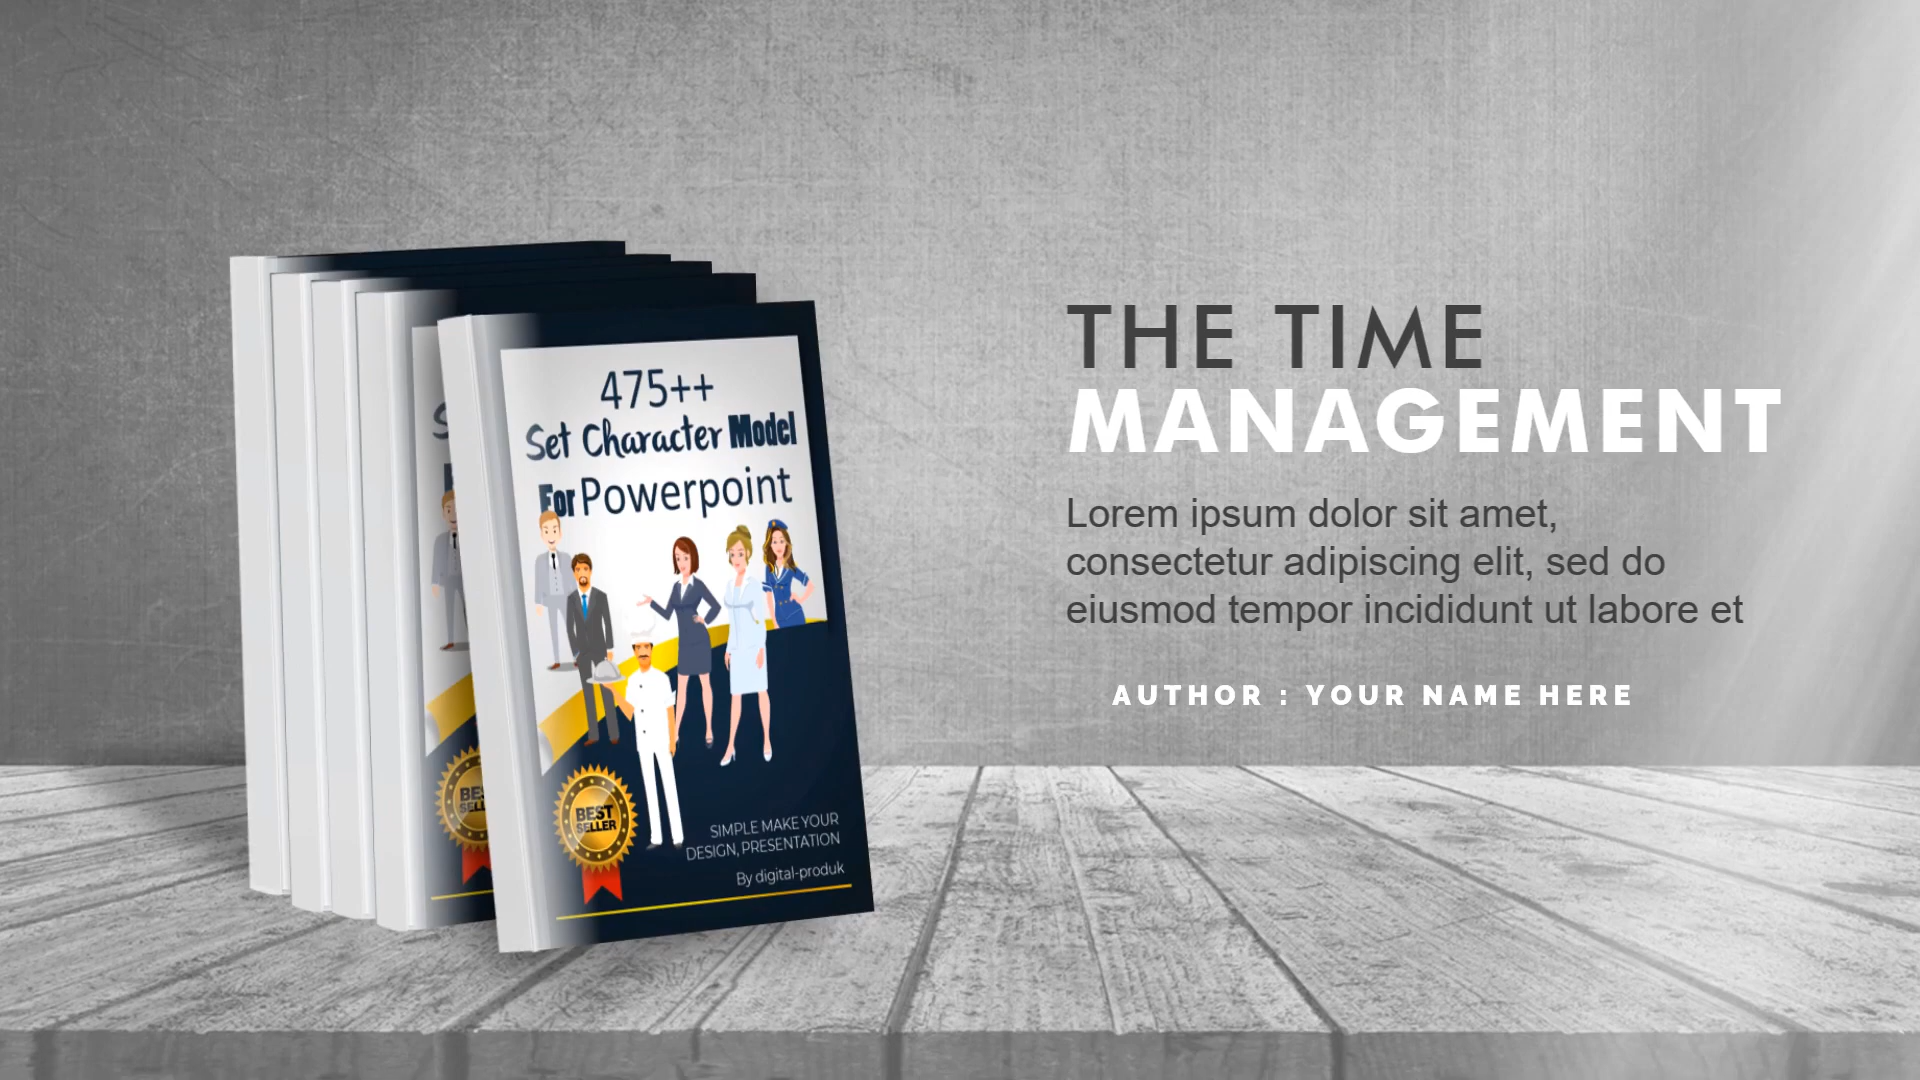 475++
Set Character Model
For Powerpoint
BEST
SELLER
SIMPLE MAKE YOUR
DESIGN, PRESENTATION
By digital-produk
THE TIME
MANAGEMENT
Lorem ipsum dolor sit amet,
consectetur adipiscing elit, sed do
eiusmod tempor incididunt ut labore et
AUTHOR : YOUR NAME HERE